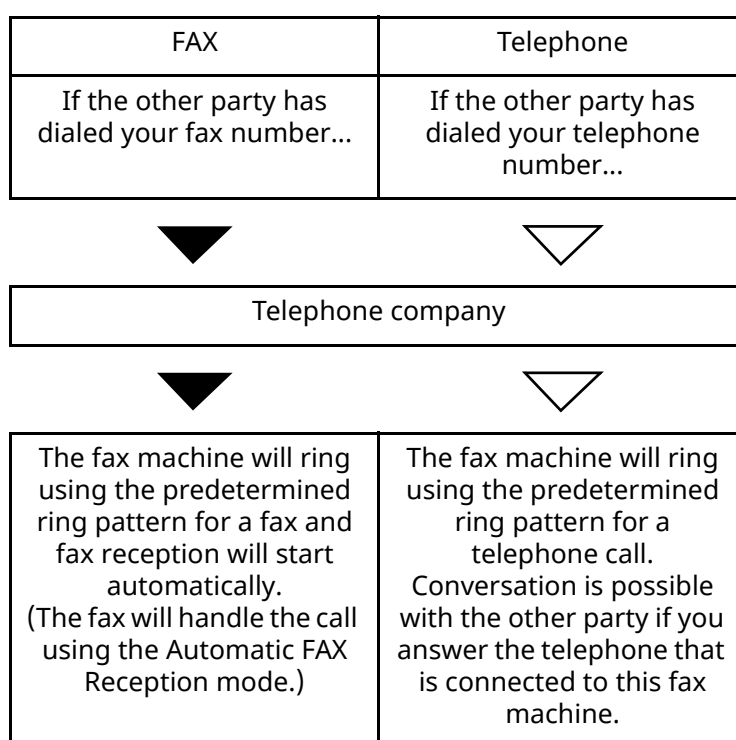 FAX
Telephone
If the other party has
dialed your fax number...
If the other party has
dialed your telephone
number...
Telephone company
The fax machine will ring
using the predetermined
ring pattern for a fax and
fax reception will start
automatically.
(The fax will handle the call
using the Automatic FAX
Reception mode.)
The fax machine will ring
using the predetermined
ring pattern for a
telephone call.
Conversation is possible
with the other party if you
answer the telephone that
is connected to this fax
machine.